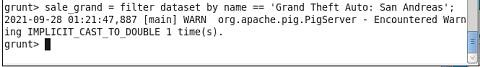 grunt> sale_grand = filter dataset by name == 'Grand Theft Auto: San Andreas';
2021-09-28 01:21:47,887 [main] WARN  org.apache.pig.PigServer - Encountered Warn
ing IMPLICIT_CAST_TO_DOUBLE 1 time(s).
grunt>